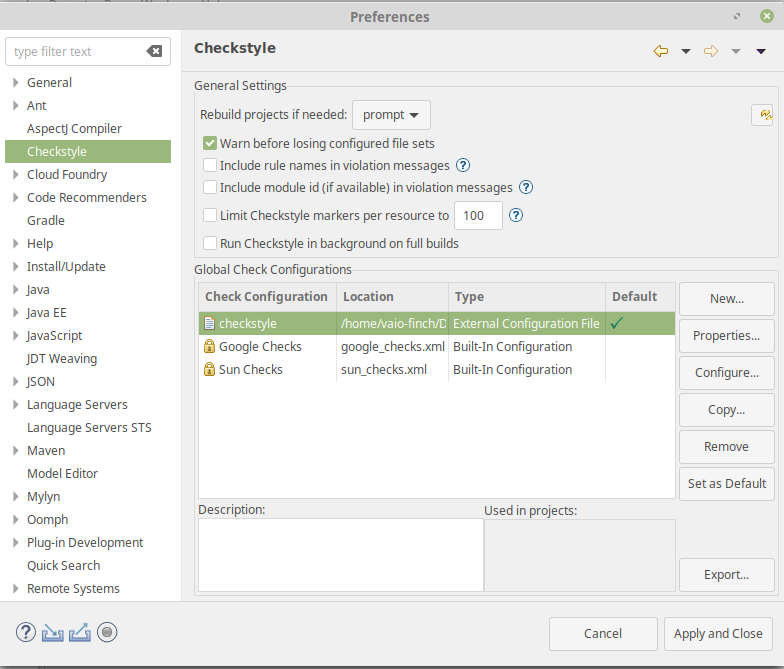 Preferences
type filter text
General
Ant
AspectJ Compiler
Checkstyle
Cloud Foundry
Code Recommenders
Gradle
Help
Install/Update
Java
Java EE
JavaScript
JDT Weaving
JSON
Language Servers
Language Servers STS
Maven
Model Editor
Mylyn
Oomph
Plug-in Development
Quick Search
Remote Systems
Checkstyle
General Settings
Rebuild projects if needed: prompt
Warn before losing configured file sets
Include rule names in violation messages ?
Include module id (if available) in violation messages ?
Limit Checkstyle markers per resource to 100 ?
Run Checkstyle in background on full builds
Global Check Configurations
Check Configuration Location Type Default
checkstyle /home/vaio-finch/D External Configuration File
Google Checks google_checks.xml Built-In Configuration
Sun Checks sun_checks.xml Built-In Configuration
New...
Properties...
Configure...
Copy...
Remove
Set as Default
Description: Used in projects:
Export...
? Cancel Apply and Close